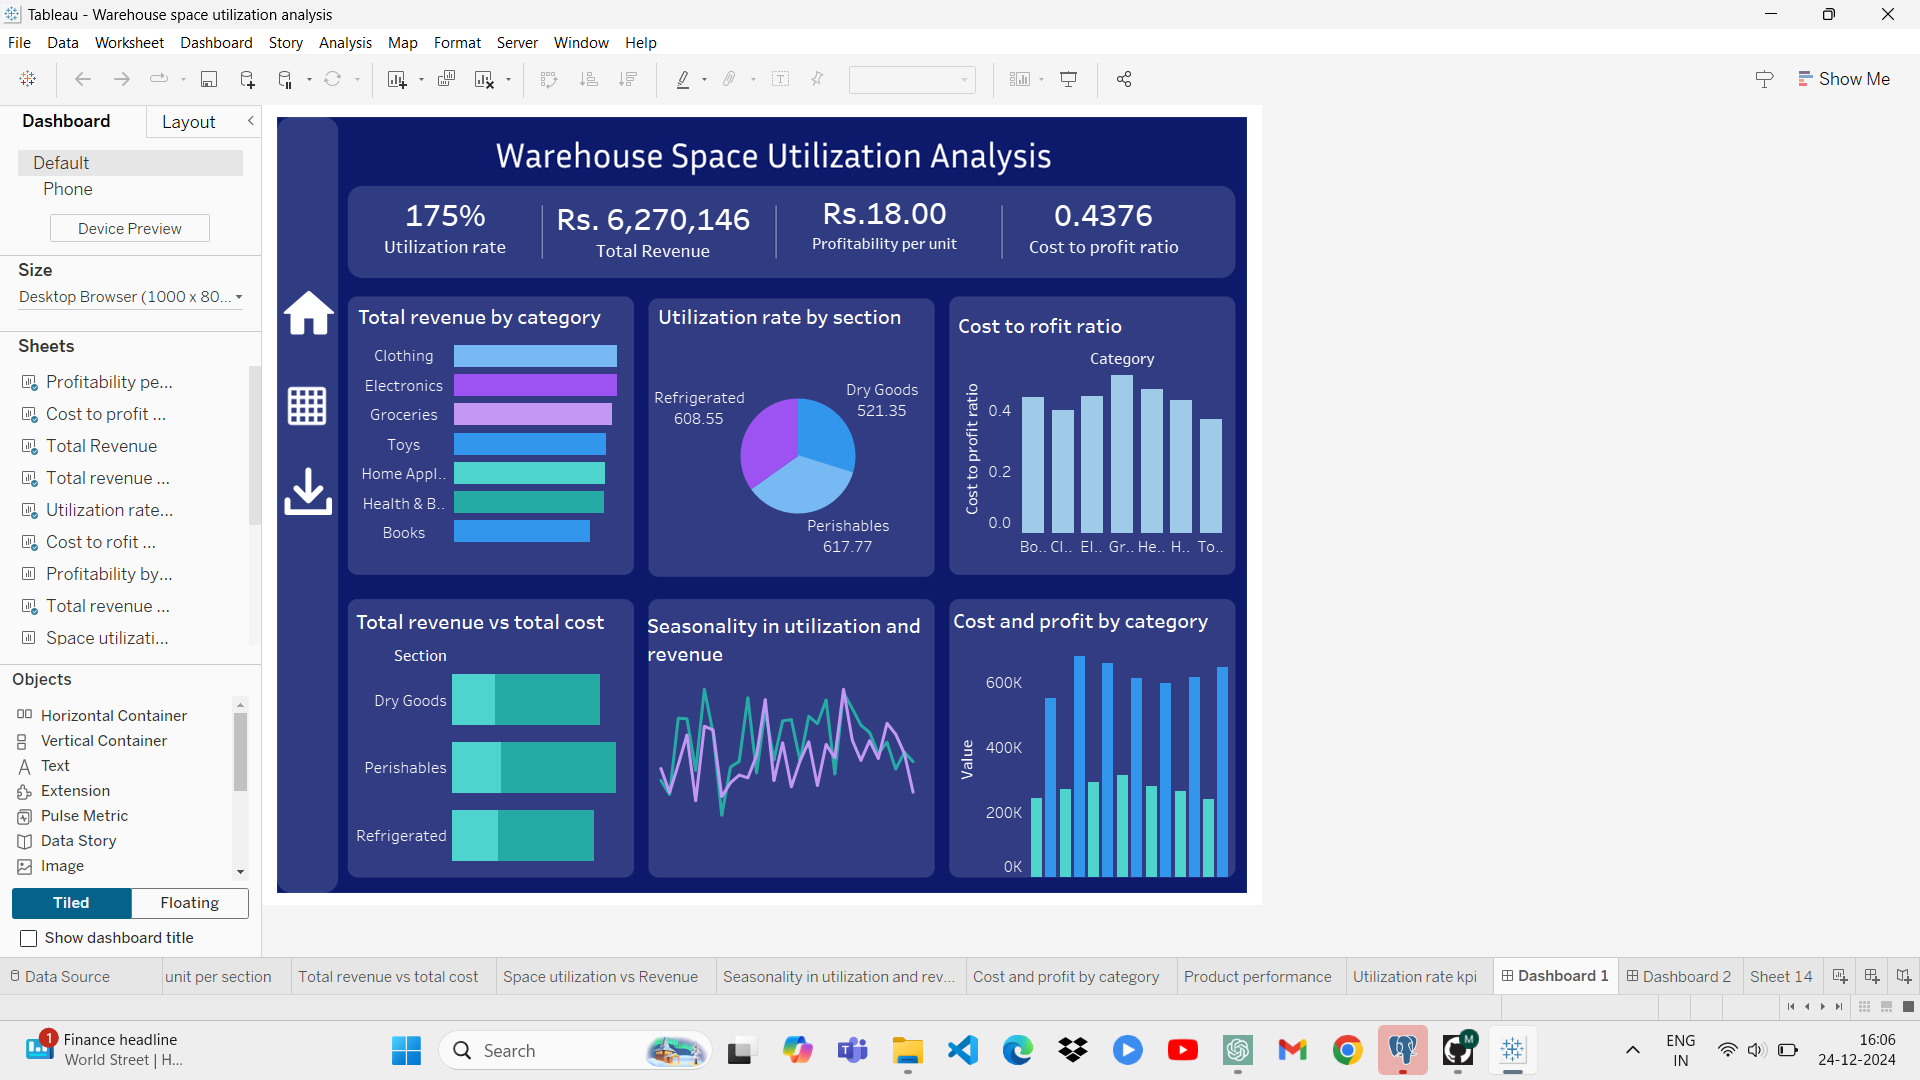 Tableau - Warehouse space utilization analysis
File Data Worksheet Dashboard Story Analysis Map Format Server Window Help
Show Me
Dashboard
Layout
Default
Phone
Device Preview
Size
Desktop Browser (1000 x 80...
Sheets
Profitability pe...
Cost to profit ...
Total Revenue
Total revenue ...
Utilization rate...
Cost to rofit ...
Profitability by...
Total revenue ...
Space utilizati...
Objects
Horizontal Container
Vertical Container
Text
Extension
Pulse Metric
Data Story
Image
Tiled
Floating
Show dashboard title
Warehouse Space Utilization Analysis
175%
Utilization rate
Rs. 6,270,146
Total Revenue
Rs.18.00
Profitability per unit
0.4376
Cost to profit ratio
Total revenue by category
Clothing
Electronics
Groceries
Toys
Home Appl..
Health & B..
Books
Utilization rate by section
Refrigerated
608.55
Dry Goods
521.35
Perishables
617.77
Cost to rofit ratio
Category
Cost to profit ratio
0.4
0.2
0.0
Bo.. Cl.. El.. Gr.. He.. H.. To..
Total revenue vs total cost
Section
Dry Goods
Perishables
Refrigerated
Seasonality in utilization and
revenue
Cost and profit by category
Value
600K
400K
200K
0K
Data Source
unit per section
Total revenue vs total cost
Space utilization vs Revenue
Seasonality in utilization and rev...
Cost and profit by category
Product performance
Utilization rate kpi
Dashboard 1
Dashboard 2
Sheet 14
1
Finance headline
World Street | H...
Search
M
ENG
IN
16:06
24-12-2024